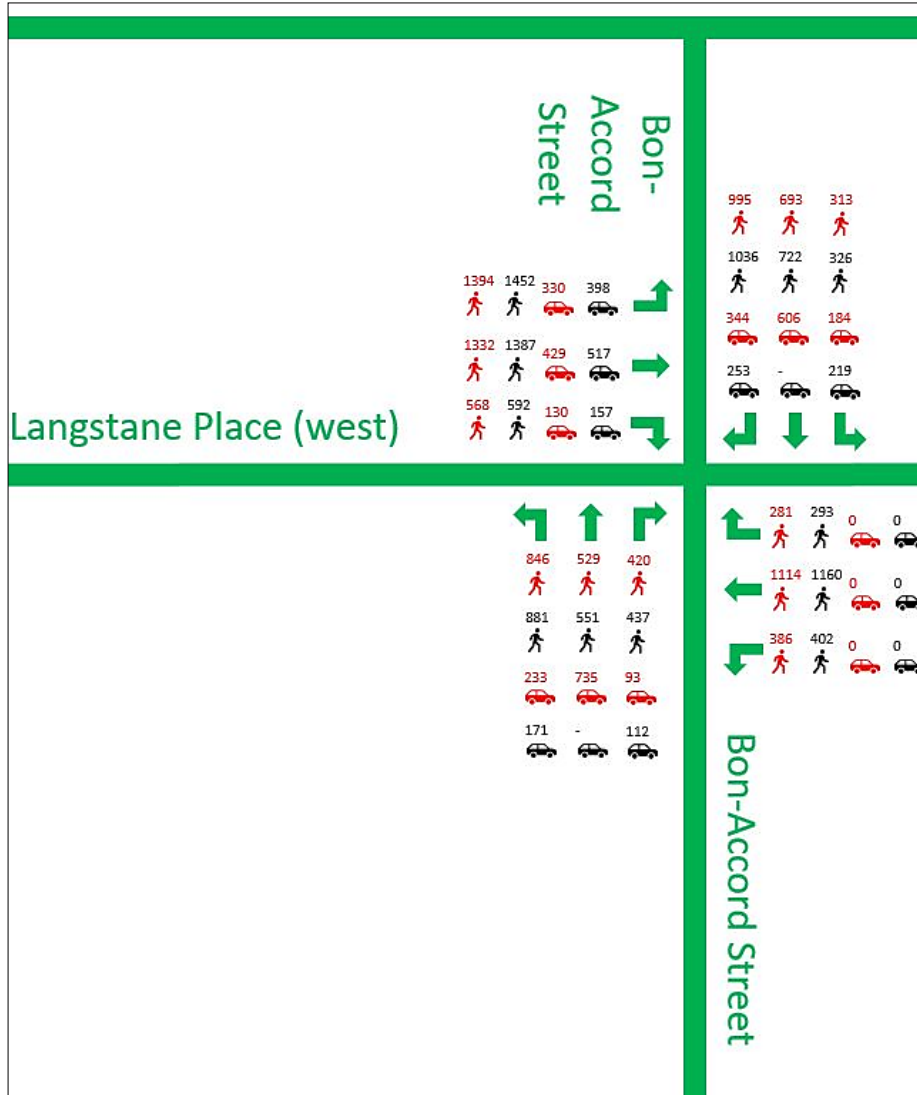 Bon-
Accord
Street
995 693 313
1036 722 326
344 606 184
253 - 219
1394 1452 330 398
1332 1387 429 517
568 592 130 157
Langstane Place (west)
846 529 420
881 551 437
233 735 93
171 - 112
281 293 0 0
1114 1160 0 0
386 402 0 0
Bon-Accord Street